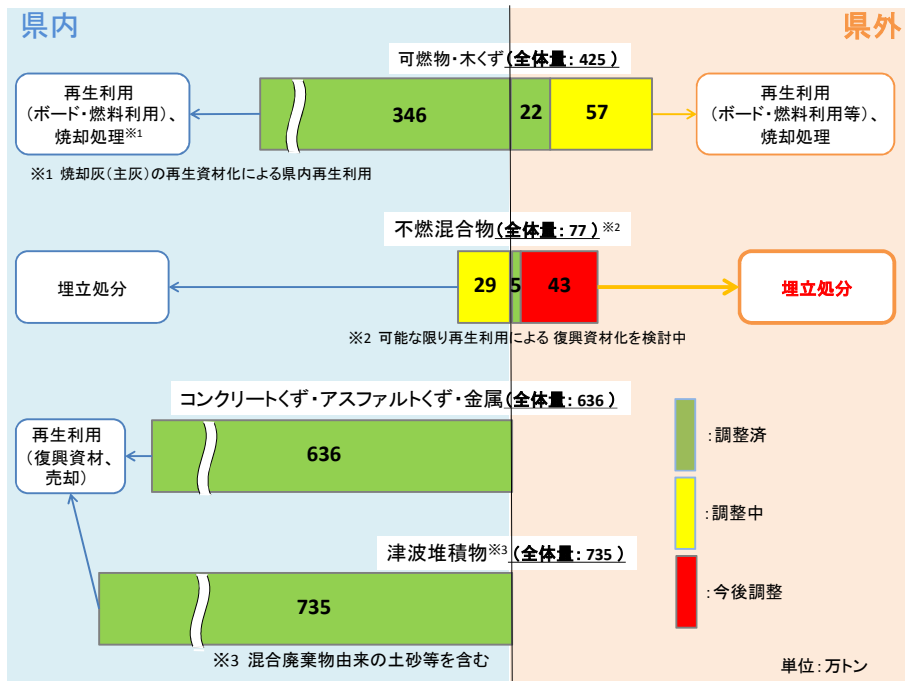 県内
県外
可燃物・木くず(全体量：425 )
再生利用
(ボード・燃料利用)、
焼却処理※1
346
22
57
再生利用
(ボード・燃料利用等)、
焼却処理
※1 焼却灰(主灰)の再生資材化による県内再生利用
不燃混合物(全体量：77 )※2
埋立処分
29
5
43
埋立処分
※2 可能な限り再生利用による 復興資材化を検討中
コンクリートくず・アスファルトくず・金属(全体量：636 )
再生利用
(復興資材、
売却)
636
:調整済
:調整中
津波堆積物※3 (全体量：735 )
:今後調整
735
※3 混合廃棄物由来の土砂等を含む
単位：万トン